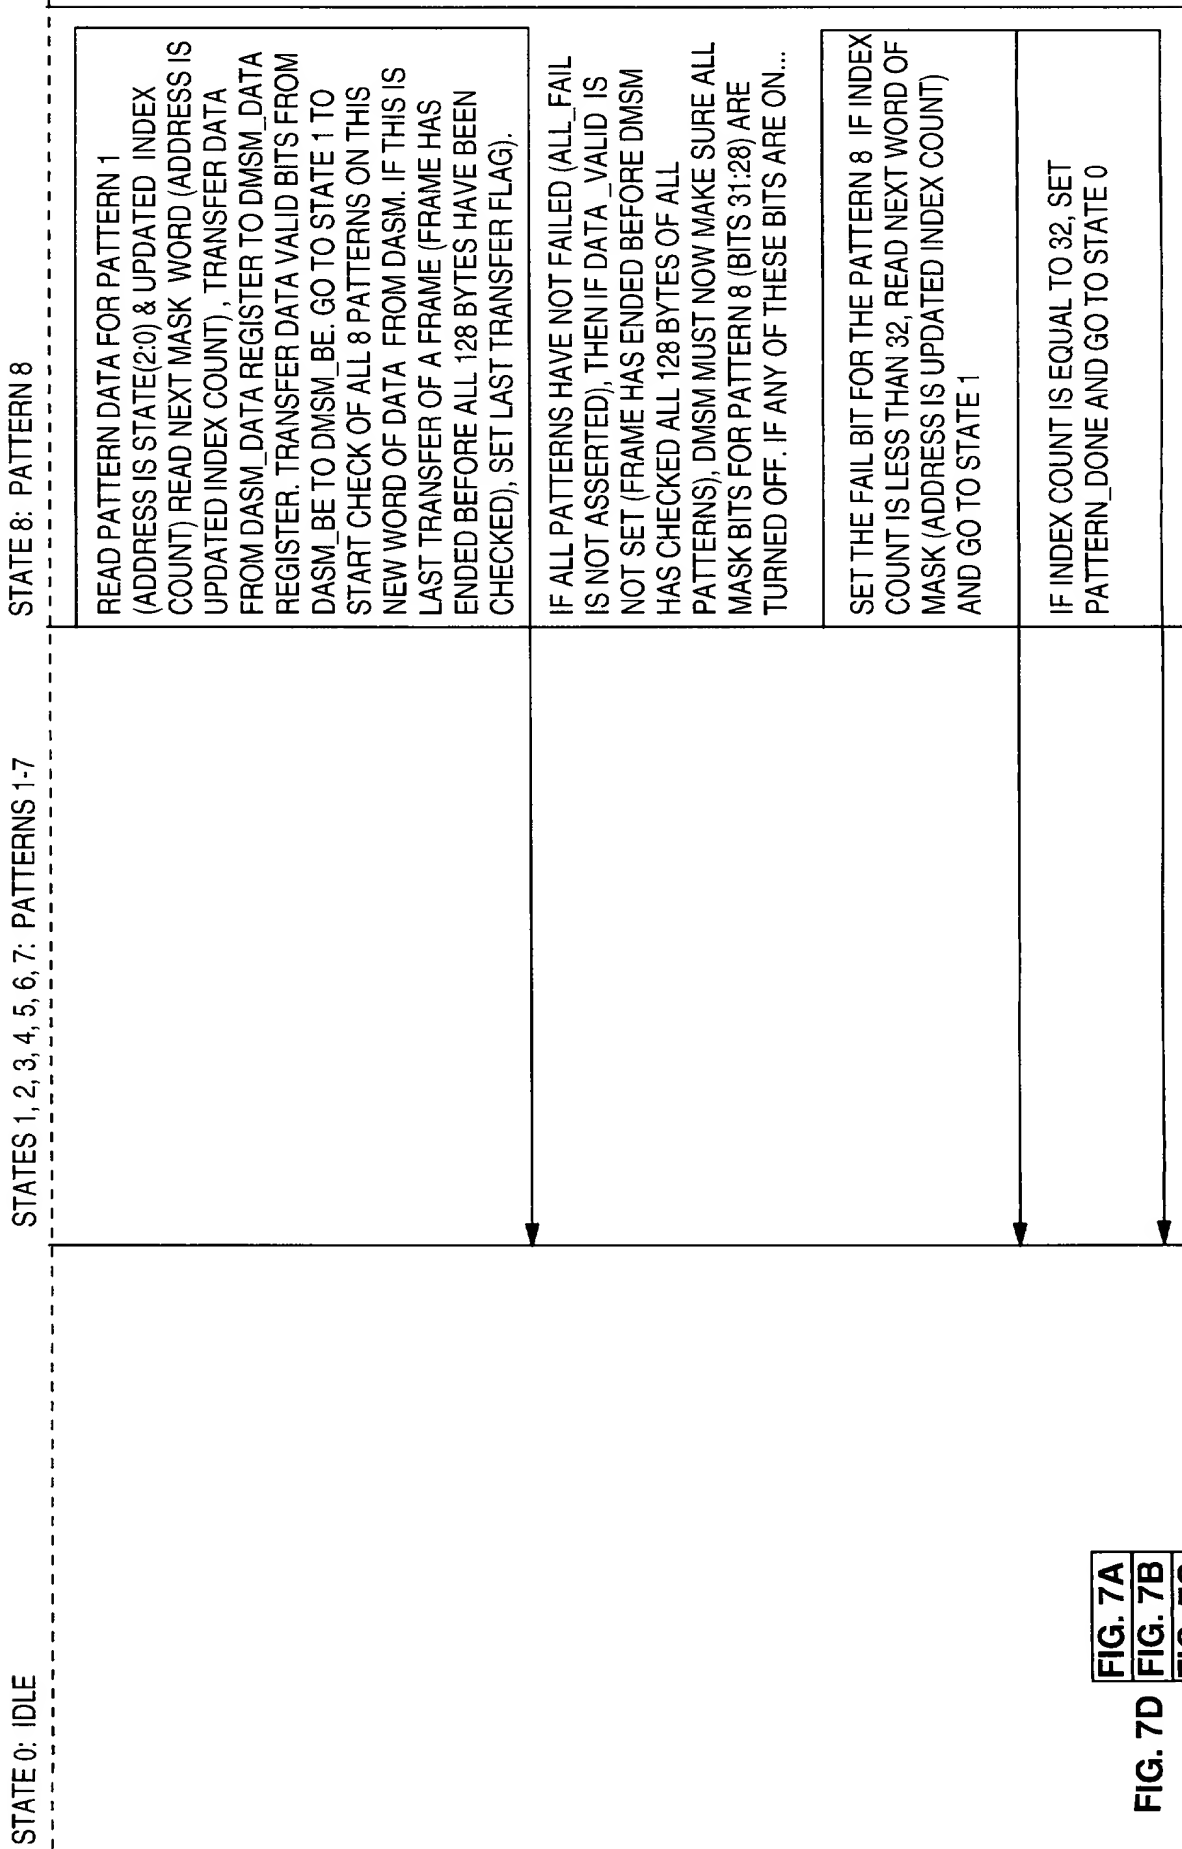 STATE 0: IDLE
STATES 1, 2, 3, 4, 5, 6, 7: PATTERNS 1-7
STATE 8: PATTERN 8
READ PATTERN DATA FOR PATTERN 1
(ADDRESS IS STATE(2:0) & UPDATED INDEX
COUNT) READ NEXT MASK WORD (ADDRESS IS
UPDATED INDEX COUNT) , TRANSFER DATA
FROM DASM_DATA REGISTER TO DMSM_DATA
REGISTER. TRANSFER DATA VALID BITS FROM
DASM_BE TO DMSM_BE. GO TO STATE 1 TO
START CHECK OF ALL 8 PATTERNS ON THIS
NEW WORD OF DATA FROM DASM. IF THIS IS
LAST TRANSFER OF A FRAME (FRAME HAS
ENDED BEFORE ALL 128 BYTES HAVE BEEN
CHECKED), SET LAST TRANSFER FLAG).
IF ALL PATTERNS HAVE NOT FAILED (ALL_FAIL
IS NOT ASSERTED), THEN IF DATA_VALID IS
NOT SET (FRAME HAS ENDED BEFORE DMSM
HAS CHECKED ALL 128 BYTES OF ALL
PATTERNS), DMSM MUST NOW MAKE SURE ALL
MASK BITS FOR PATTERN 8 (BITS 31:28) ARE
TURNED OFF. IF ANY OF THESE BITS ARE ON...
SET THE FAIL BIT FOR THE PATTERN 8 IF INDEX
COUNT IS LESS THAN 32, READ NEXT WORD OF
MASK (ADDRESS IS UPDATED INDEX COUNT)
AND GO TO STATE 1
IF INDEX COUNT IS EQUAL TO 32, SET
PATTERN_DONE AND GO TO STATE 0
FIG. 7D
FIG. 7A
FIG. 7B